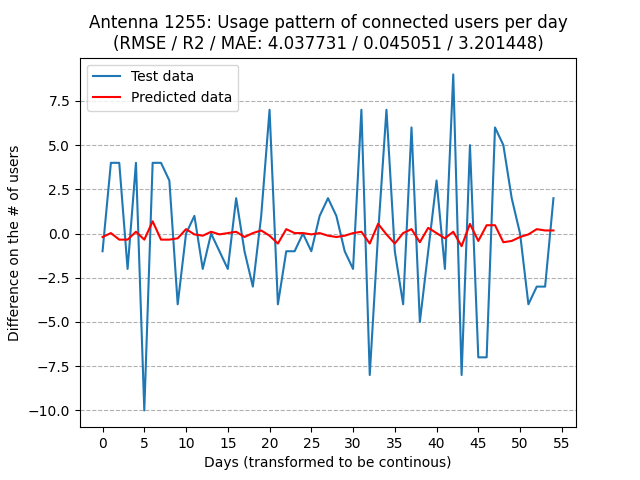 Antenna 1255: Usage pattern of connected users per day
(RMSE / R2 / MAE: 4.037731 / 0.045051 / 3.201448)
Test data
Predicted data
Difference on the # of users
7.5
5.0
2.5
0.0
−2.5
−5.0
−7.5
−10.0
0 5 10 15 20 25 30 35 40 45 50 55
Days (transformed to be continous)